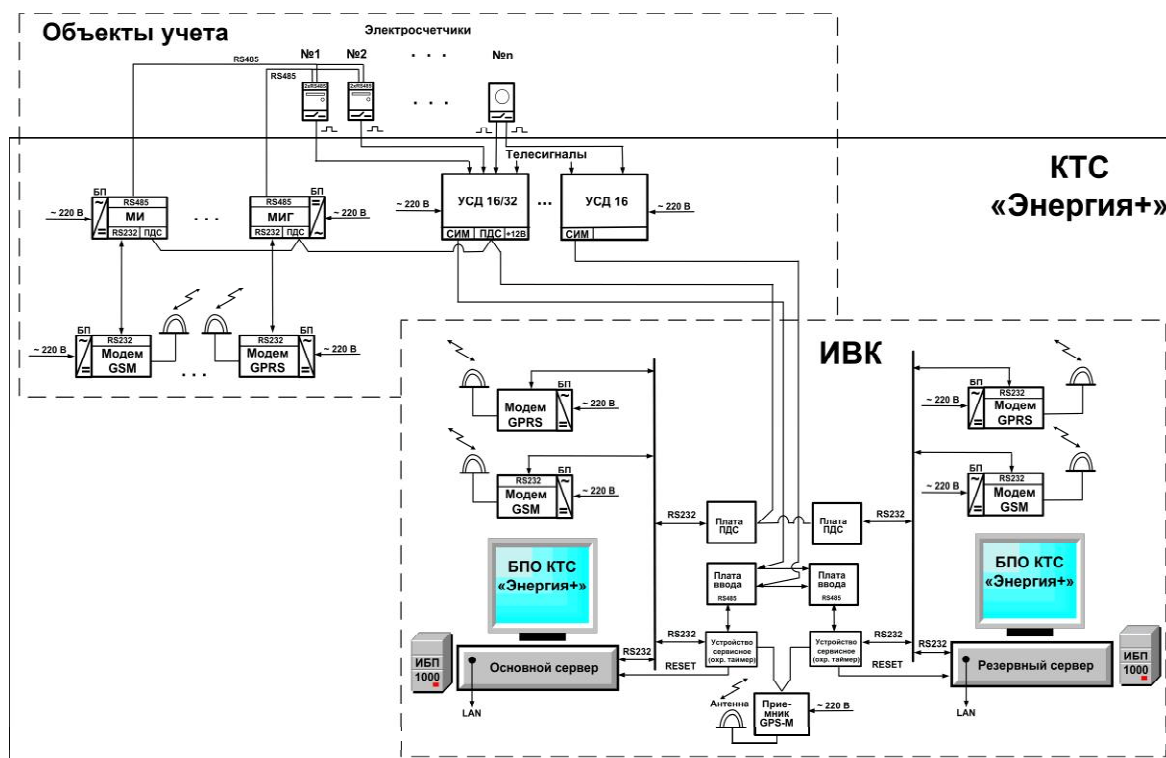 Объекты учета
Электросчетчики
№1
№2
. . .
№n
RS485
RS485
2xRS485
2xRS485
. . .
Телесигналы
КТС
«Энергия+»
БП
~ 220 В
RS485
МИ
RS232
ПДС
. . .
RS485
МИГ
RS232
ПДС
БП
~ 220 В
~ 220 В
УСД 16/32
СИМ
ПДС
+12В
...
УСД 16
СИМ
~ 220 В
БП
~ 220 В
RS232
Модем
GSM
. . .
RS232
Модем
GPRS
БП
~ 220 В
ИВК
Модем
GPRS
БП
~ 220 В
RS232
Модем
GSM
БП
~ 220 В
БП
~ 220 В
RS232
Модем
GPRS
БП
~ 220 В
RS232
Модем
GSM
RS232
Плата
ПДС
Плата
ПДС
RS232
БПО КТС
«Энергия+»
Плата
ввода
RS485
Плата
ввода
RS485
БПО КТС
«Энергия+»
RS232
Устройство
сервисное
(охр. таймер)
Устройство
сервисное
(охр. таймер)
RS232
ИБП
1000
Основной сервер
RS232
RESET
RESET
RS232
Резервный сервер
ИБП
1000
LAN
Антенна
Прие-
мник
GPS-M
~ 220 В
LAN